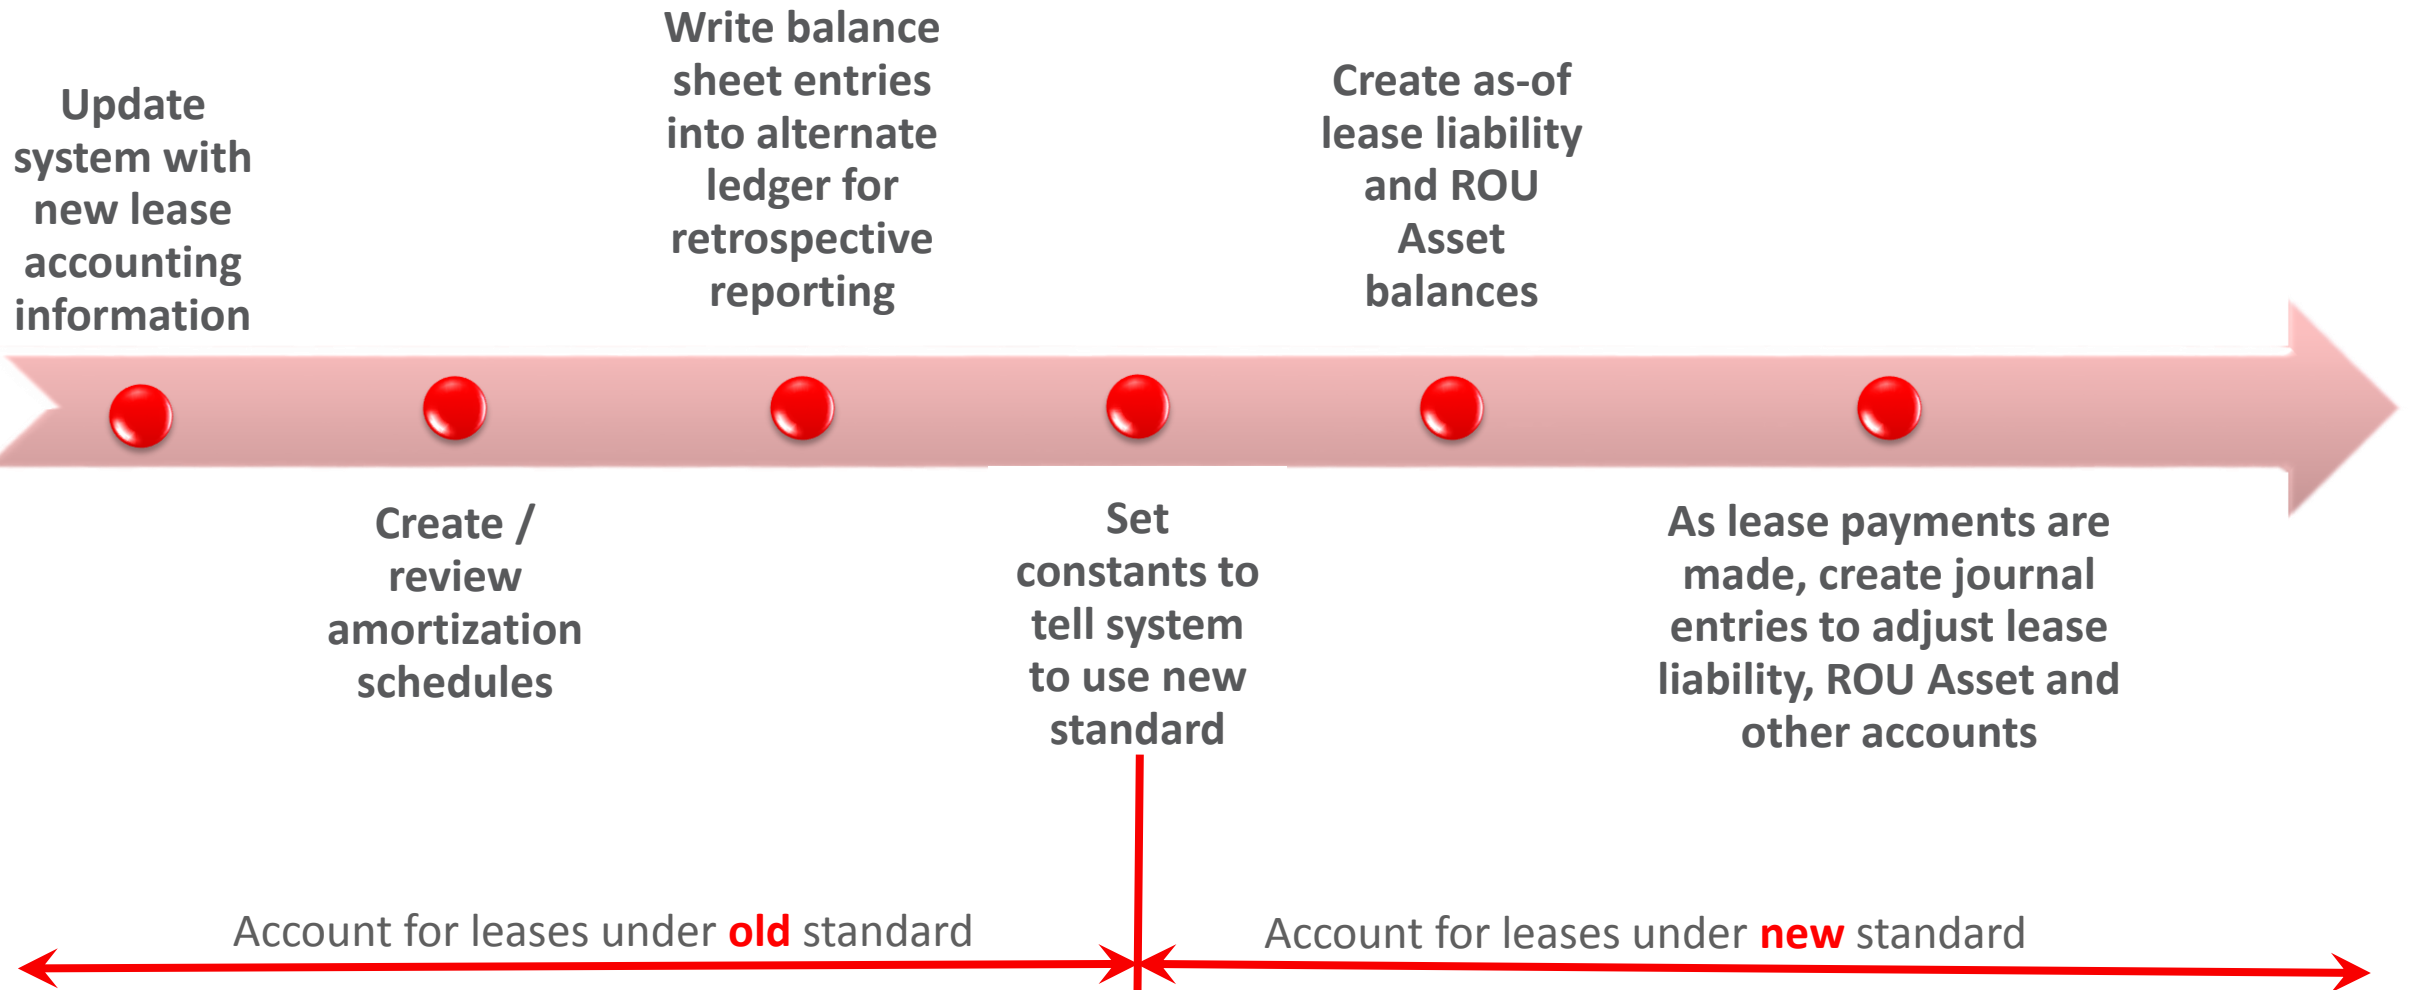 Update
system with
new lease
accounting
information
Create /
review
amortization
schedules
Write balance
sheet entries
into alternate
ledger for
retrospective
reporting
Set
constants to
tell system
to use new
standard
Create as-of
lease liability
and ROU
Asset
balances
As lease payments are
made, create journal
entries to adjust lease
liability, ROU Asset and
other accounts
Account for leases under old standard
Account for leases under new standard